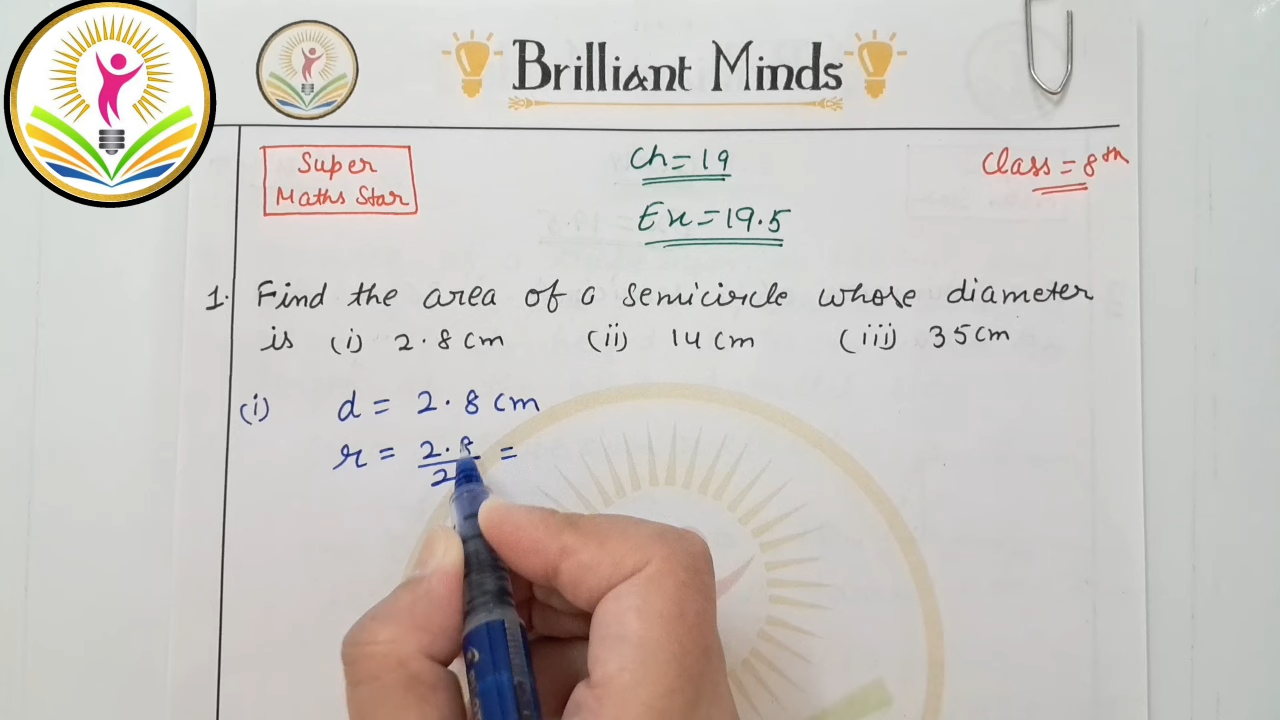 Brilliant Minds
Super
Maths Star
Ch = 19
Class = 8th
Ex = 19.5
1. Find the area of a semicircle whose diameter
is (i) 2.8 cm (ii) 14 cm (iii) 35 cm
(i) d = 2.8 cm
r = 2.8/2 =